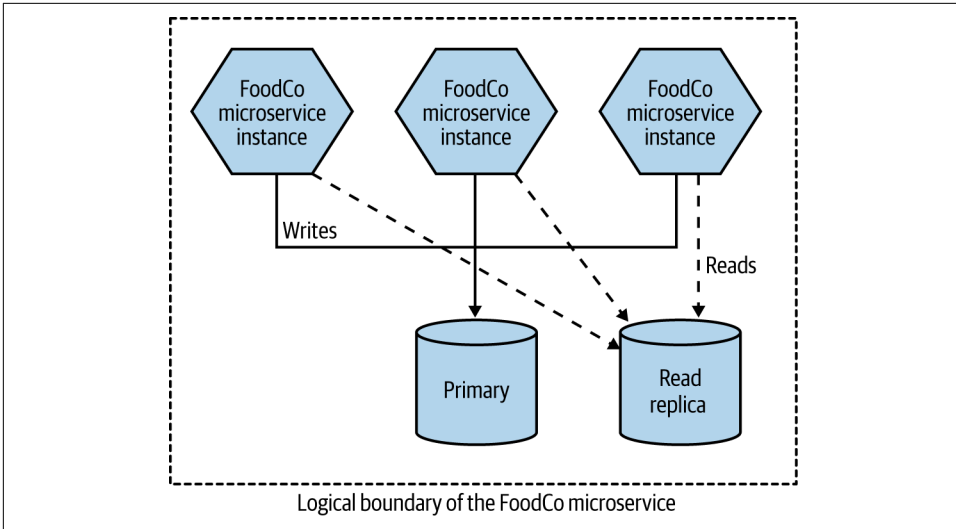 FoodCo
microservice
instance
FoodCo
microservice
instance
FoodCo
microservice
instance
Writes
Reads
Primary
Read
replica
Logical boundary of the FoodCo microservice